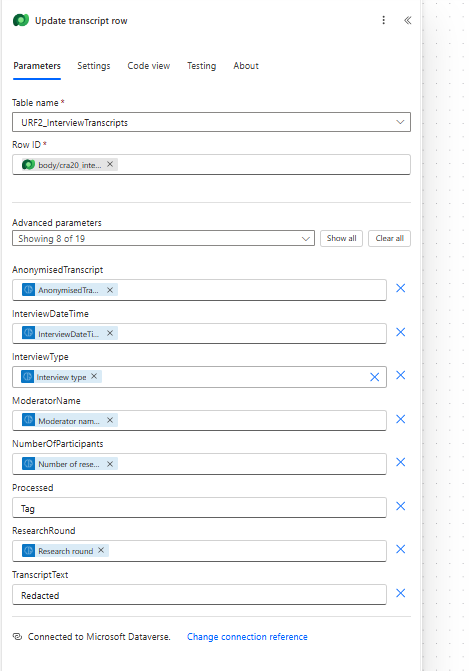 Update transcript row
Parameters Settings Code view Testing About
Table name *
URF2_InterviewTranscripts
Row ID *
body/cra20_inte...
Advanced parameters
Showing 8 of 19 Show all Clear all
AnonymisedTranscript
AnonymisedTra...
InterviewDateTime
InterviewDateTi...
InterviewType
Interview type
ModeratorName
Moderator nam...
NumberOfParticipants
Number of rese...
Processed
Tag
ResearchRound
Research round
TranscriptText
Redacted
Connected to Microsoft Dataverse. Change connection reference